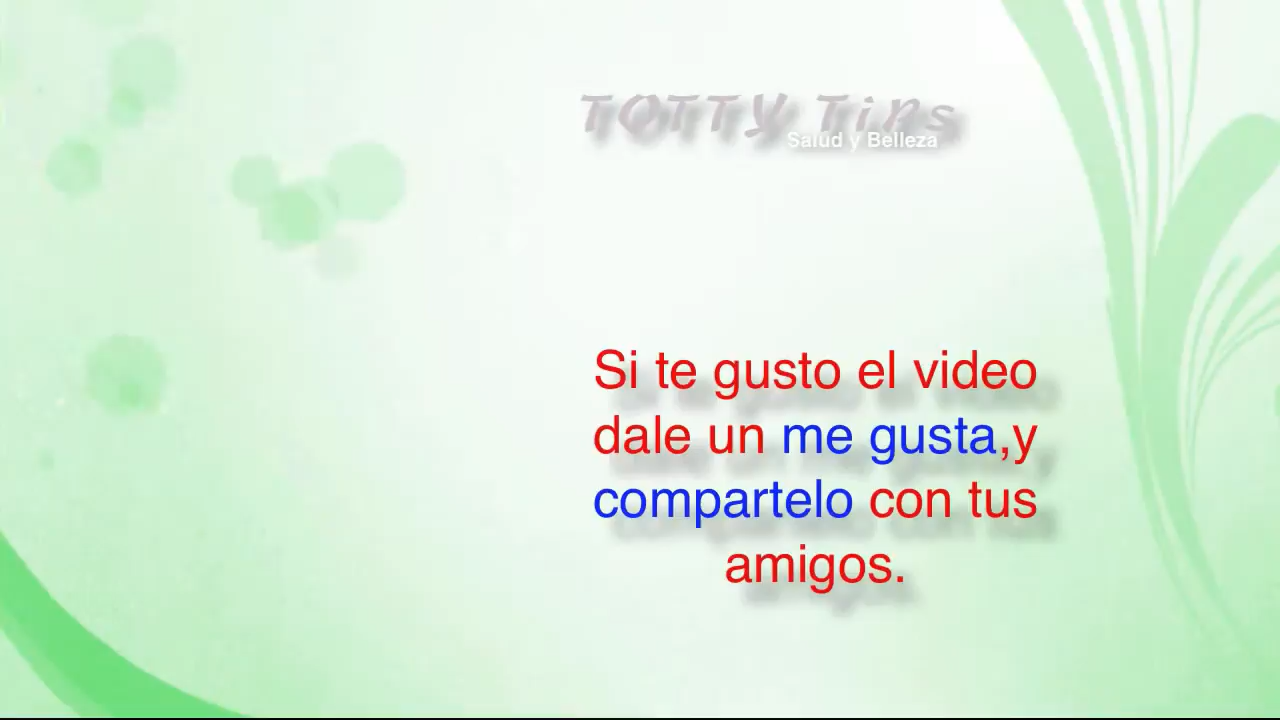 TOTTY Tips
Salud y Belleza
Si te gusto el video
dale un me gusta,y
compartelo con tus
amigos.